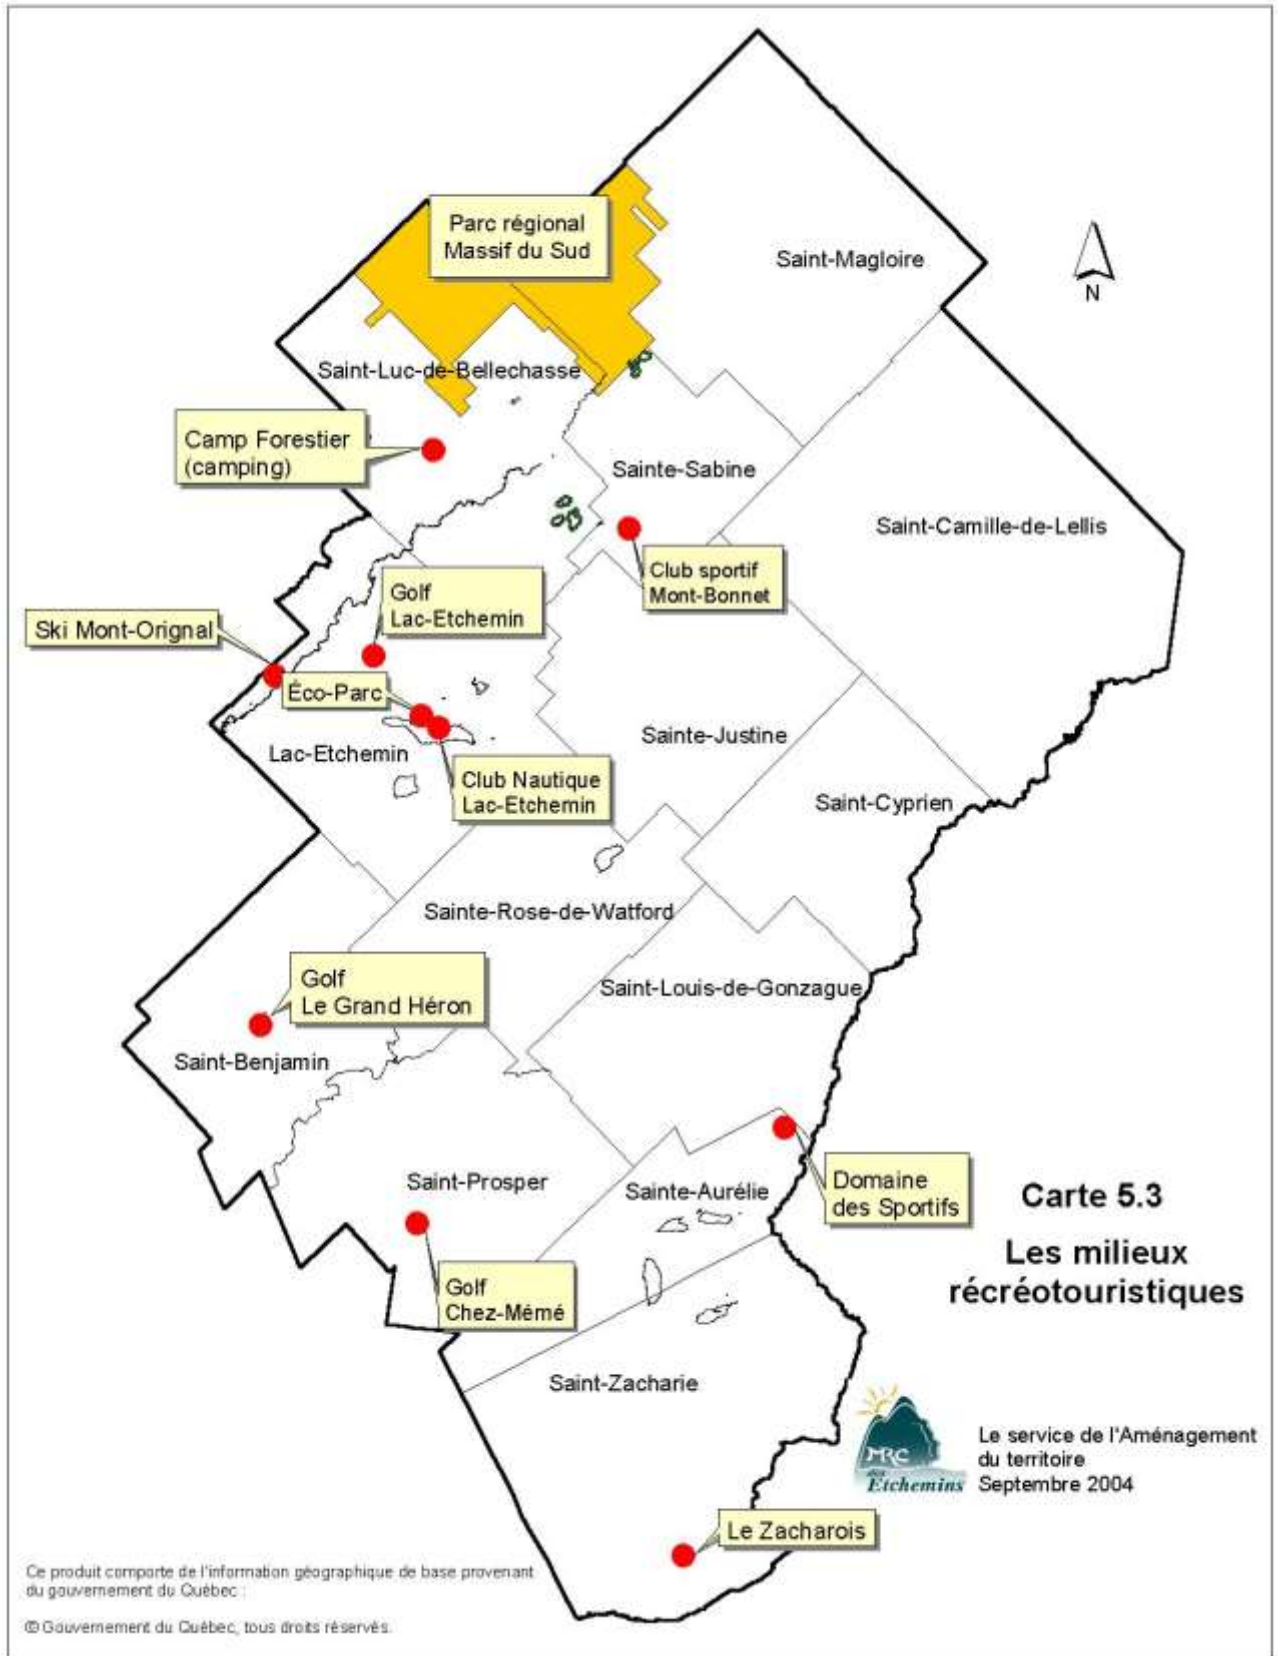 Parc régional
Massif du Sud
Saint-Magloire
N
Saint-Luc-de-Bellechasse
Camp Forestier
(camping)
Sainte-Sabine
Saint-Camille-de-Lellis
Club sportif
Mont-Bonnet
Golf
Lac-Etchemin
Ski Mont-Orignal
Éco-Parc
Sainte-Justine
Lac-Etchemin
Club Nautique
Lac-Etchemin
Saint-Cyprien
Sainte-Rose-de-Watford
Golf
Le Grand Héron
Saint-Louis-de-Gonzague
Saint-Benjamin
Saint-Prosper
Sainte-Aurélie
Domaine
des Sportifs
Carte 5.3
Les milieux
récréotouristiques
Golf
Chez-Mémé
Saint-Zacharie
MRC
des
Etchemins
Le service de l'Aménagement
du territoire
Septembre 2004
Le Zacharois
Ce produit comporte de l'information géographique de base provenant
du gouvernement du Québec :
© Gouvernement du Québec, tous droits réservés.